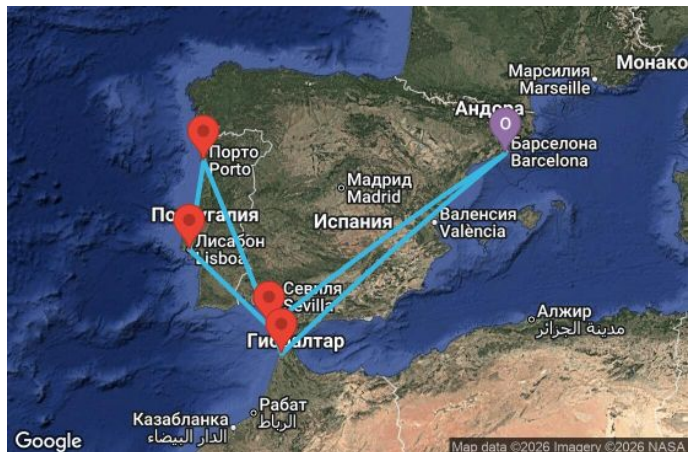 Монако
Марсилия
Marseille
Андора
O
Барселона
Barcelona
Порто
Porto
Мадрид
Madrid
Португалия
Испания
Валенсия
València
Лисабон
Lisboa
Севиля
Sevilla
Гибралтар
Алжир
مدينة الجزائر
Рабат
الرباط
Казабланка
الدار البيضاء
Google
Map data ©2026 Imagery ©2026 NASA